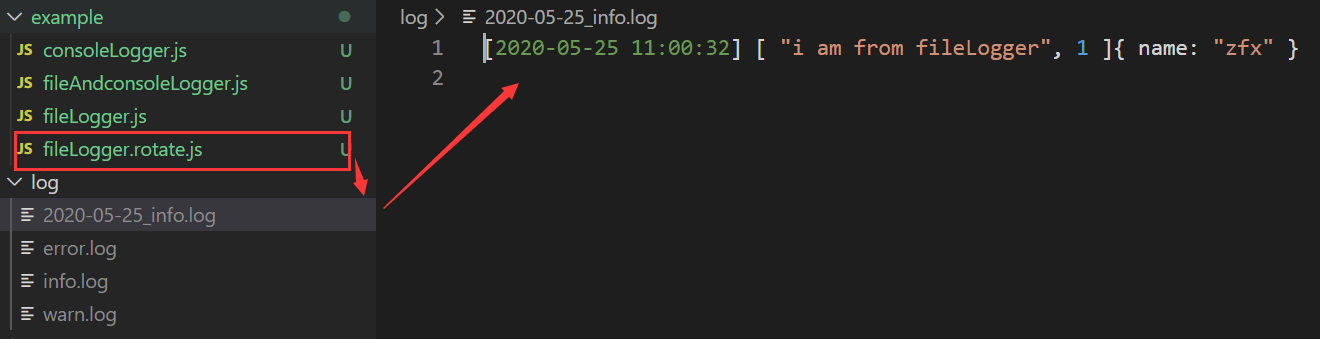 example
JS consoleLogger.js U
JS fileAndconsoleLogger.js U
JS fileLogger.js U
JS fileLogger.rotate.js U
log
2020-05-25_info.log
error.log
info.log
warn.log
log > 2020-05-25_info.log
1 [2020-05-25 11:00:32] [ "i am from fileLogger", 1 ]{ name: "zfx" }
2